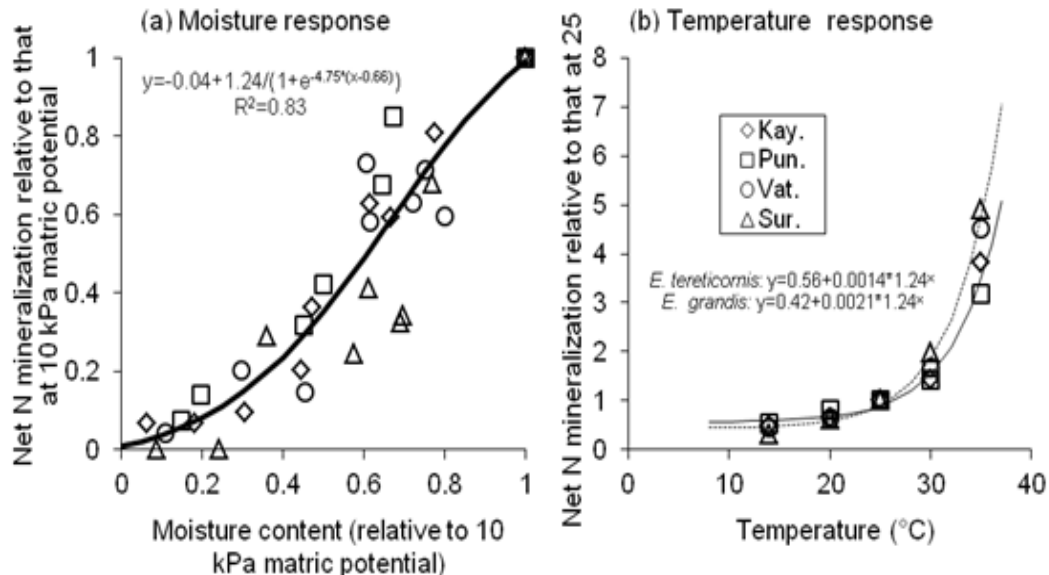 (a) Moisture response
Net N mineralization relative to that
at 10 kPa matric potential
y=-0.04+1.24/(1+e^-4.75*(x-0.66))
R²=0.83
1
0.8
0.6
0.4
0.2
0
0
0.2
0.4
0.6
0.8
1
Moisture content (relative to 10
kPa matric potential)
(b) Temperature response
Net N mineralization relative to that at 25
8
7
6
5
4
3
2
1
0
Kay.
Pun.
Vat.
Sur.
E. tereticornis: y=0.56+0.0014*1.24ˣ
E. grandis: y=0.42+0.0021*1.24ˣ
0
10
20
30
40
Temperature (°C)